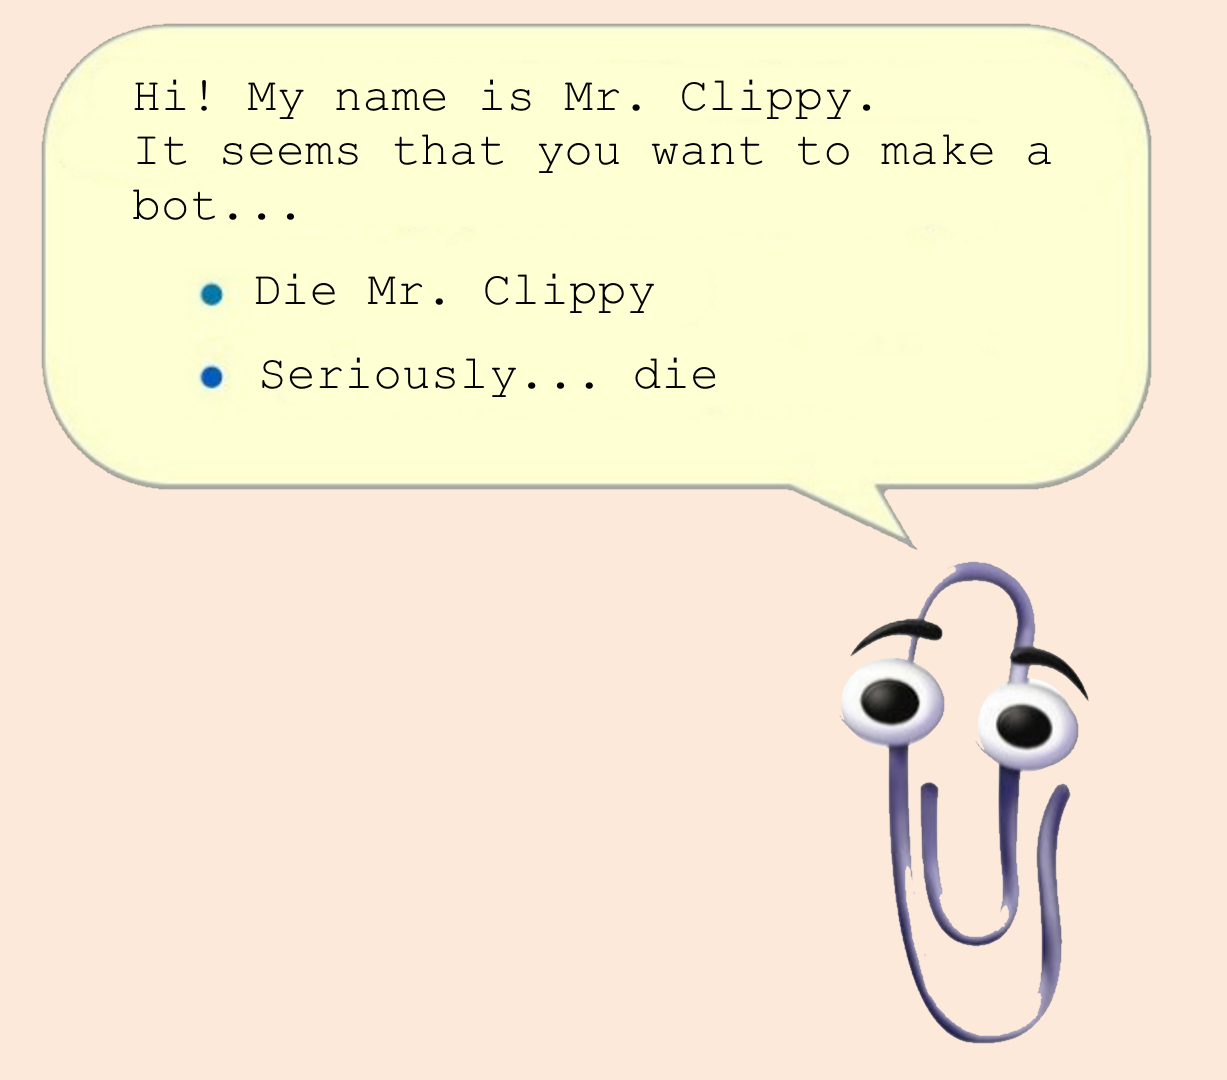 Hi! My name is Mr. Clippy.
It seems that you want to make a
bot...
Die Mr. Clippy
Seriously... die